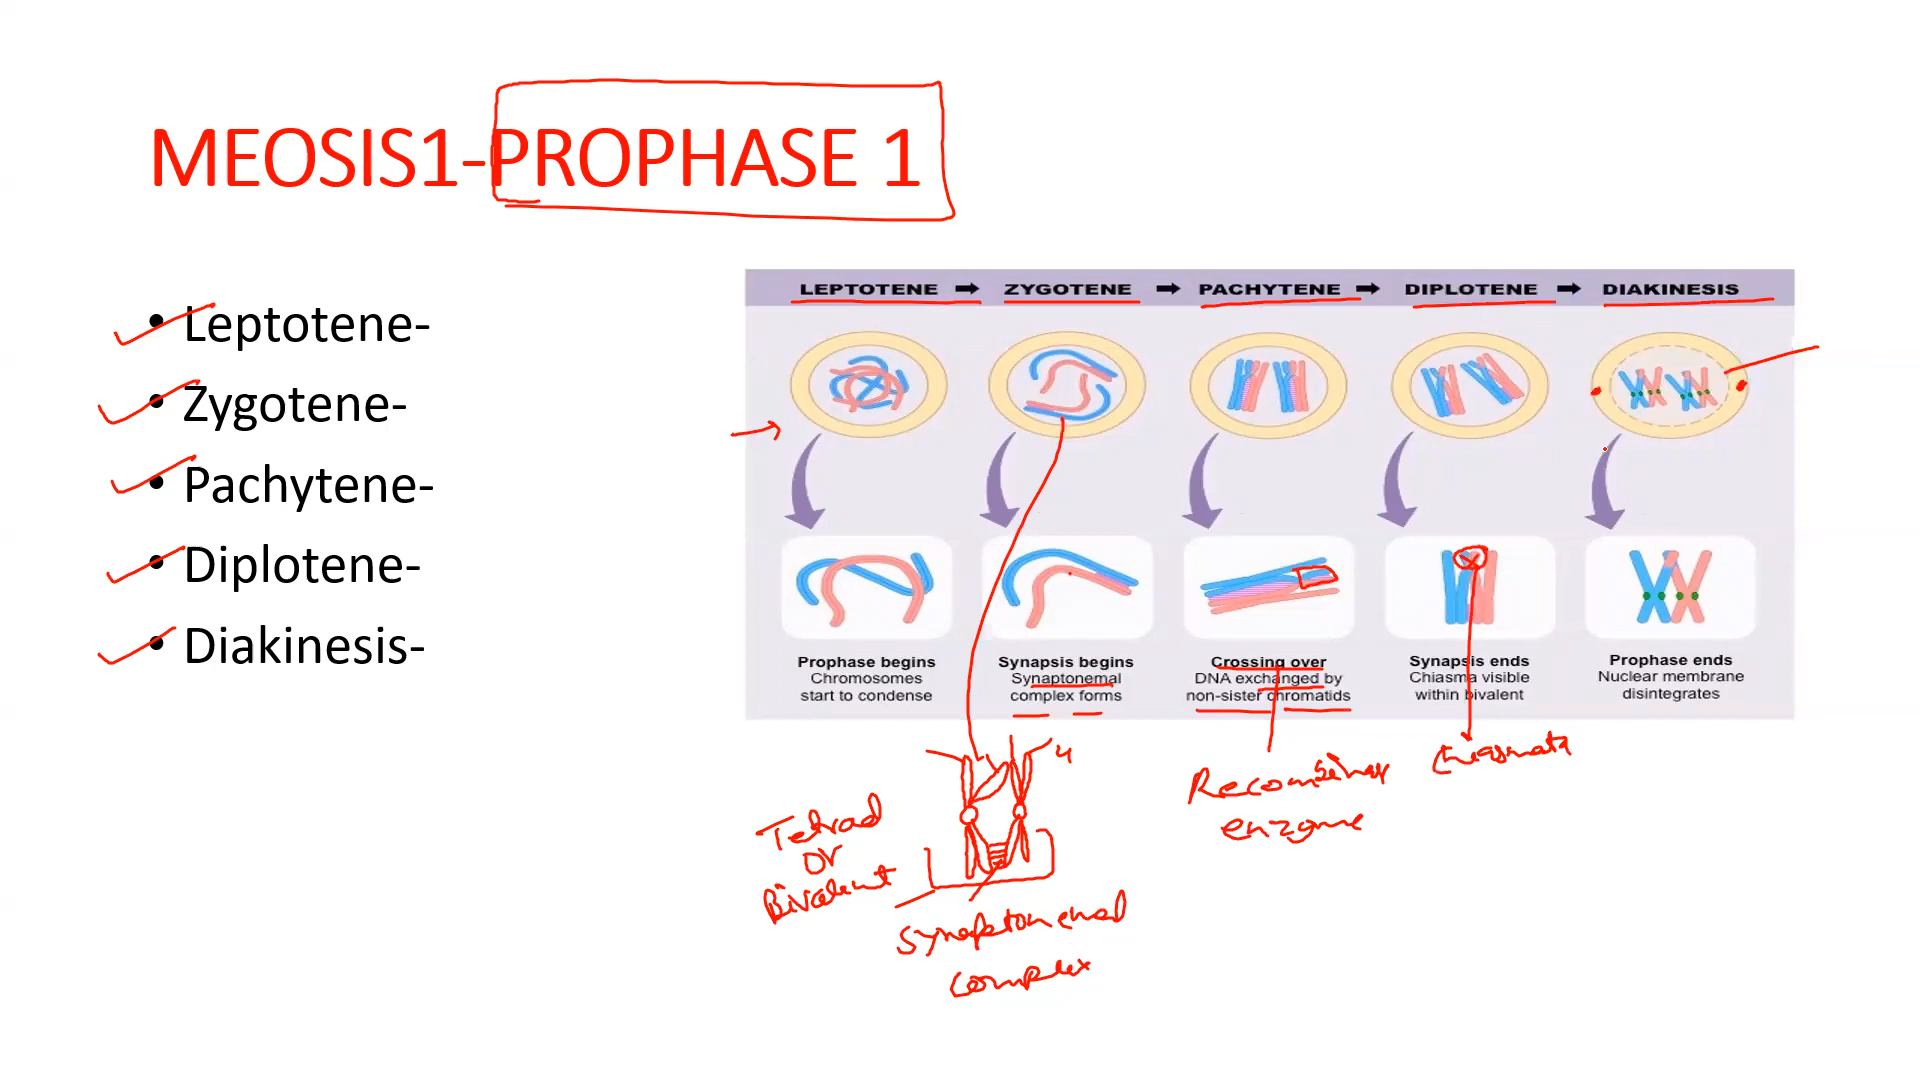 MEOSIS1-PROPHASE 1
• Leptotene-
• Zygotene-
• Pachytene-
• Diplotene-
• Diakinesis-
LEPTOTENE → ZYGOTENE → PACHYTENE → DIPLOTENE → DIAKINESIS
Prophase begins
Chromosomes
start to condense
Synapsis begins
Synaptonemal
complex forms
Crossing over
DNA exchanged by
non-sister chromatids
Synapsis ends
Chiasma visible
within bivalent
Prophase ends
Nuclear membrane
disintegrates
4
Tetrad
or
Bivalent
Synaptonemal
complex
enzyme
Chiasmata